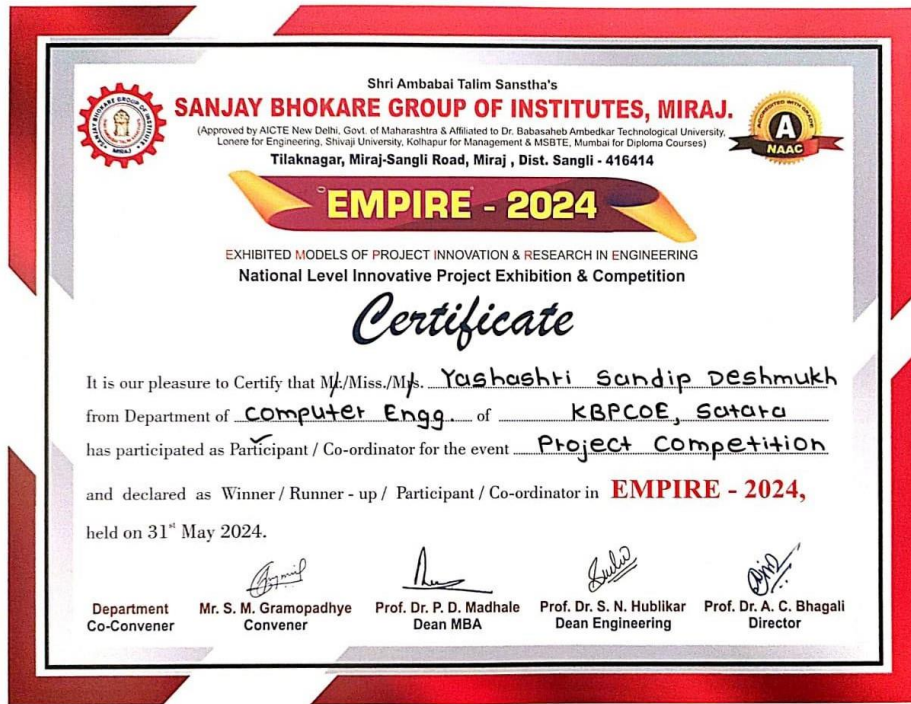 Shri Ambabai Talim Sanstha's
SANJAY BHOKARE GROUP OF INSTITUTES, MIRAJ.
(Approved by AICTE New Delhi, Govt. of Maharashtra & Affiliated to Dr. Babasaheb Ambedkar Technological University,
Lonere for Engineering, Shivaji University, Kolhapur for Management & MSBTE, Mumbai for Diploma Courses)
Tilaknagar, Miraj-Sangli Road, Miraj , Dist. Sangli - 416414
SANJAY BHOKARE GROUP OF INSTITUTE
MIRAJ
ACCREDITED WITH GRADE
A
NAAC
EMPIRE - 2024
EXHIBITED MODELS OF PROJECT INNOVATION & RESEARCH IN ENGINEERING
National Level Innovative Project Exhibition & Competition
Certificate
It is our pleasure to Certify that Mr./Miss./Mrs. Yashashri Sandip Deshmukh
from Department of Computer Engg. of KBPCOE, Satara
has participated as Participant / Co-ordinator for the event Project Competition
and declared as Winner / Runner - up / Participant / Co-ordinator in EMPIRE - 2024,
held on 31st May 2024.
Department Co-Convener
Mr. S. M. Gramopadhye Convener
Prof. Dr. P. D. Madhale Dean MBA
Prof. Dr. S. N. Hublikar Dean Engineering
Prof. Dr. A. C. Bhagali Director